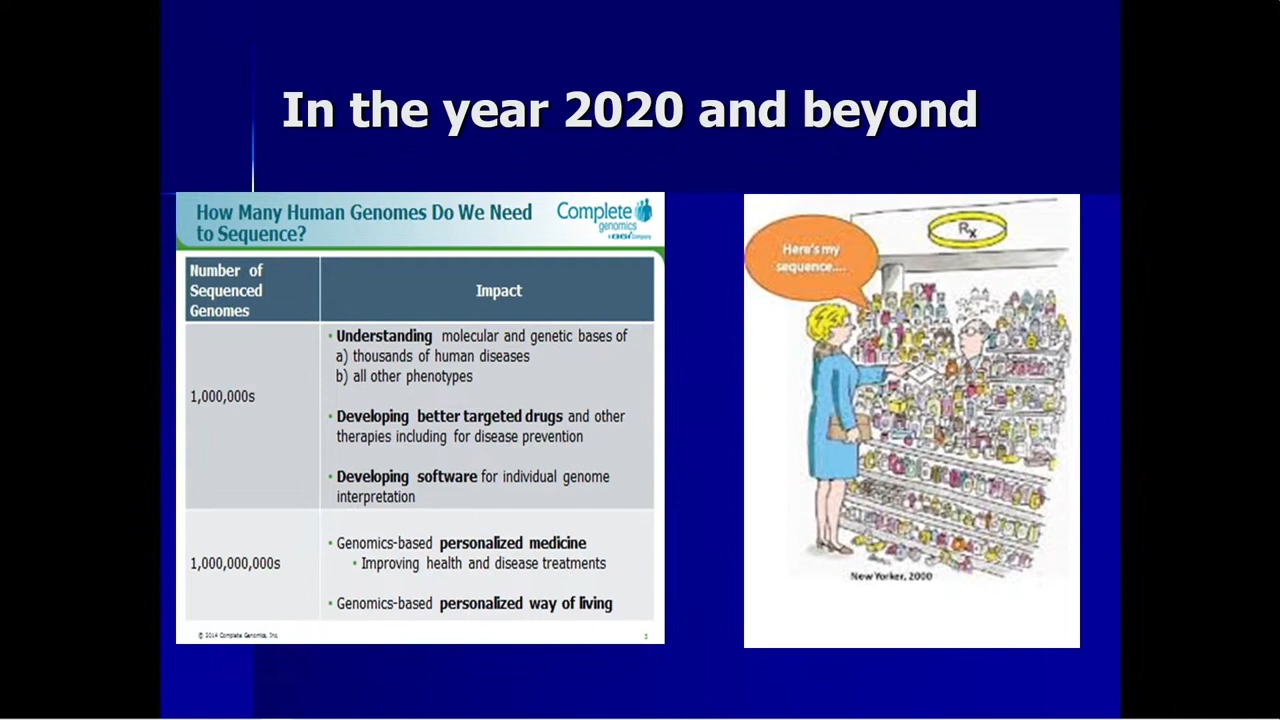 In the year 2020 and beyond
How Many Human Genomes Do We Need
to Sequence?
Complete
genomics
A BGI Company
Number of
Sequenced
Genomes
Impact
1,000,000s
• Understanding molecular and genetic bases of
a) thousands of human diseases
b) all other phenotypes
• Developing better targeted drugs and other
therapies including for disease prevention
• Developing software for individual genome
interpretation
1,000,000,000s
• Genomics-based personalized medicine
• Improving health and disease treatments
• Genomics-based personalized way of living
© 2014 Complete Genomics, Inc.
3
Here's my
sequence....
Rx
New Yorker, 2000